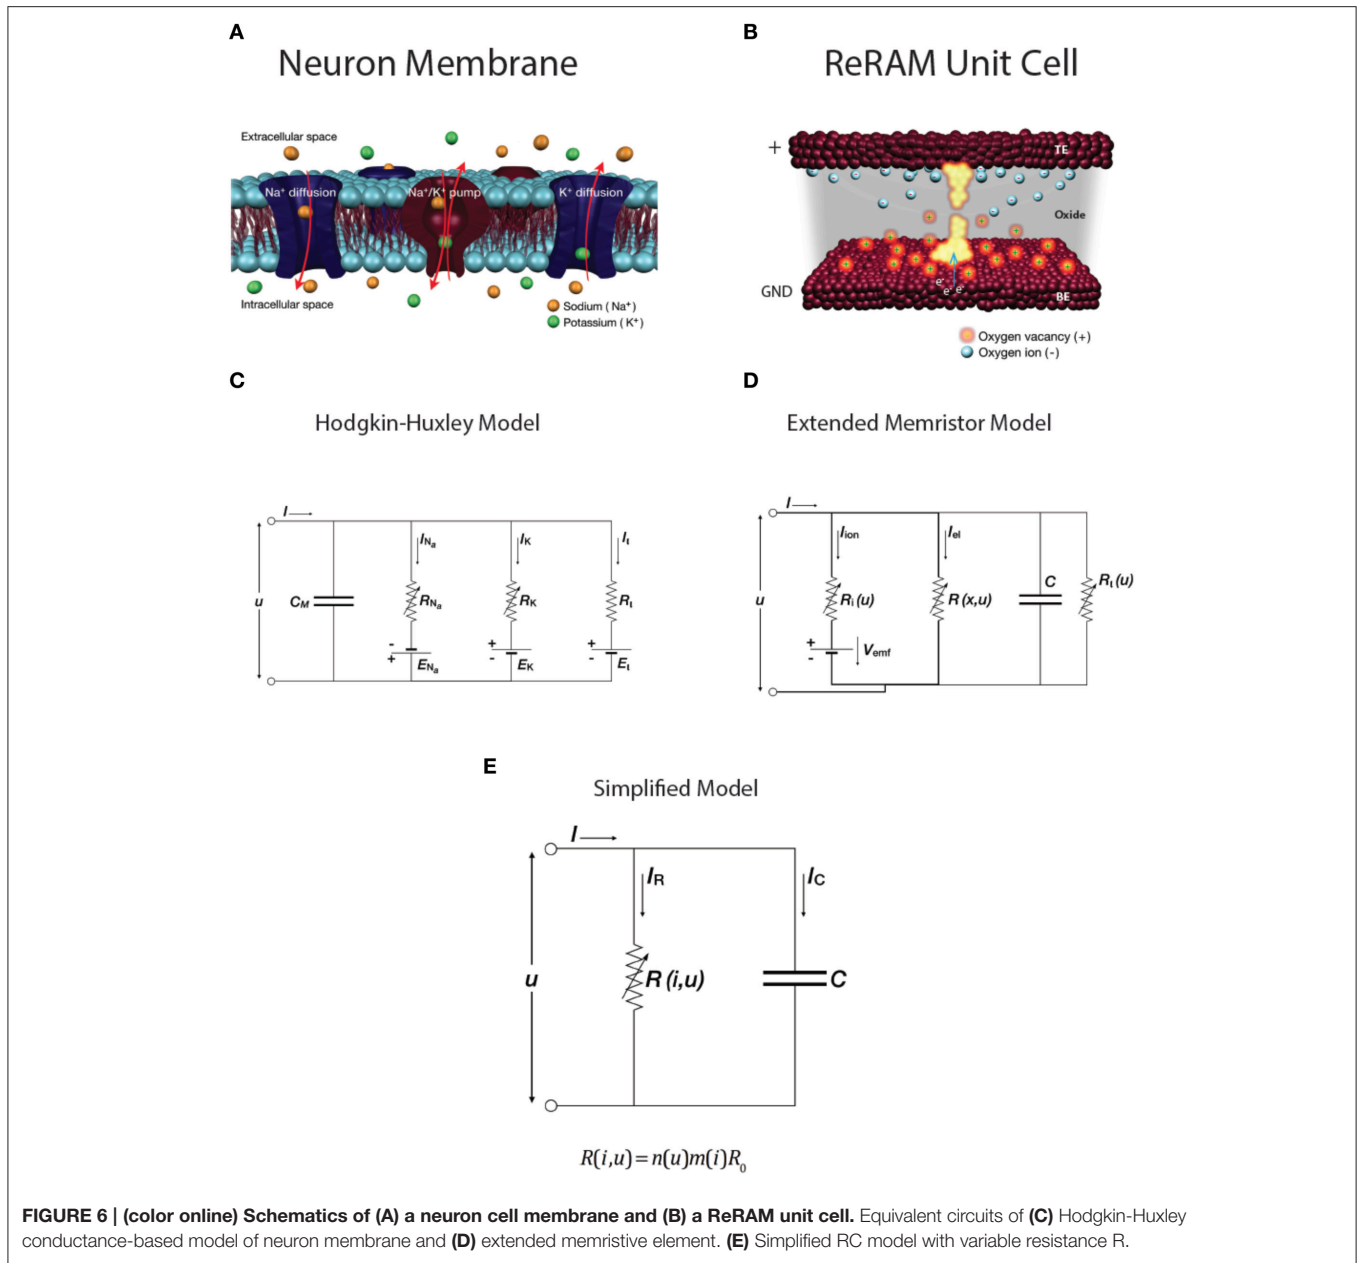 A
Neuron Membrane
Extracellular space
Na⁺ diffusion
Na⁺/K⁺ pump
K⁺ diffusion
Intracellular space
Sodium ( Na⁺)
Potassium ( K⁺)
B
ReRAM Unit Cell
+
TE
Oxide
GND
e⁻
e⁻ e⁻
BE
Oxygen vacancy (+)
Oxygen ion (-)
C
Hodgkin-Huxley Model
I
I_Na I_K I_l
u C_M R_Na R_K R_l
- + +
+ - -
E_Na E_K E_l
D
Extended Memristor Model
I
I_ion I_el
u R_i(u) R(x,u) C R_l(u)
+
-
V_emf
E
Simplified Model
I
I_R I_C
u R(i,u) C
R(i,u)=n(u)m(i)R₀
FIGURE 6 | (color online) Schematics of (A) a neuron cell membrane and (B) a ReRAM unit cell. Equivalent circuits of (C) Hodgkin-Huxley
conductance-based model of neuron membrane and (D) extended memristive element. (E) Simplified RC model with variable resistance R.